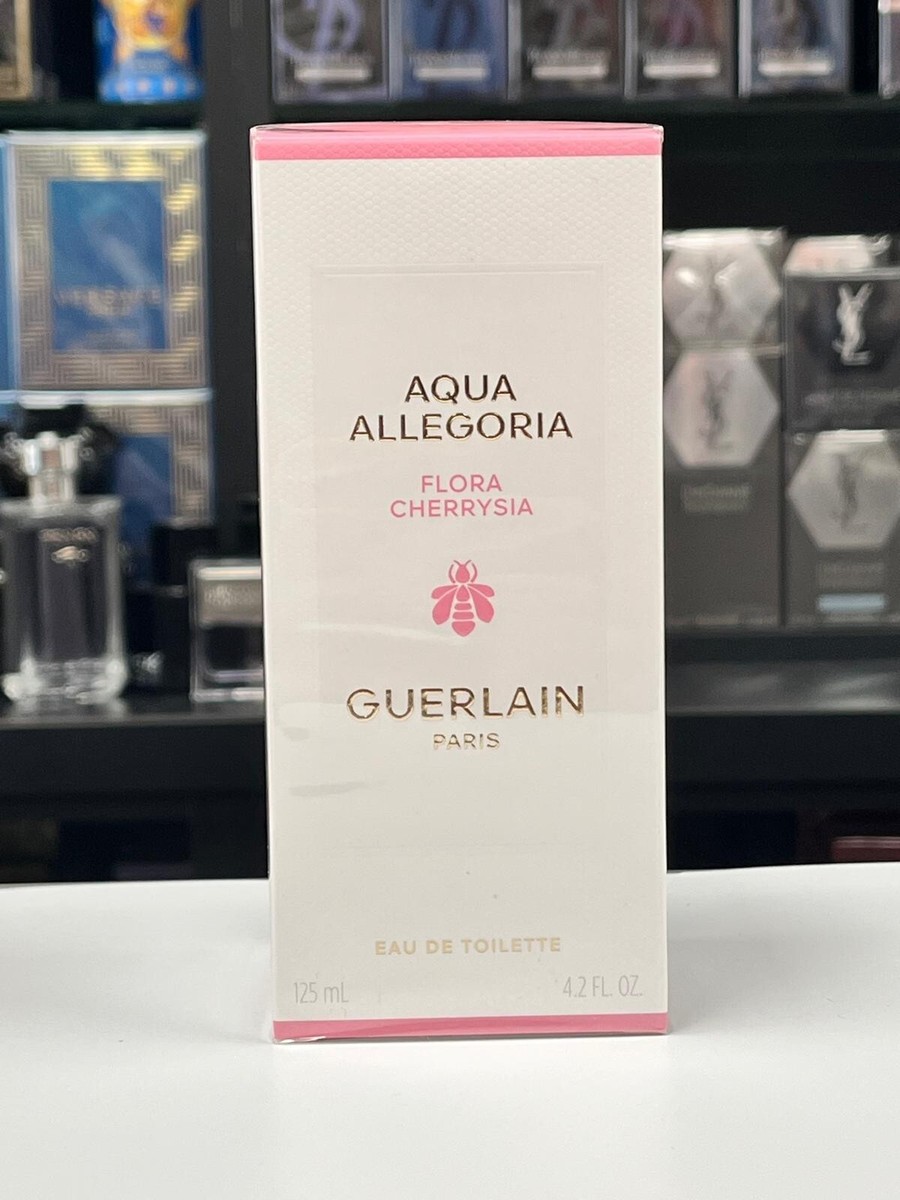 AQUA
ALLEGORIA
FLORA
CHERRYSIA
GUERLAIN
PARIS
EAU DE TOILETTE
125 mL
4.2 FL. OZ.